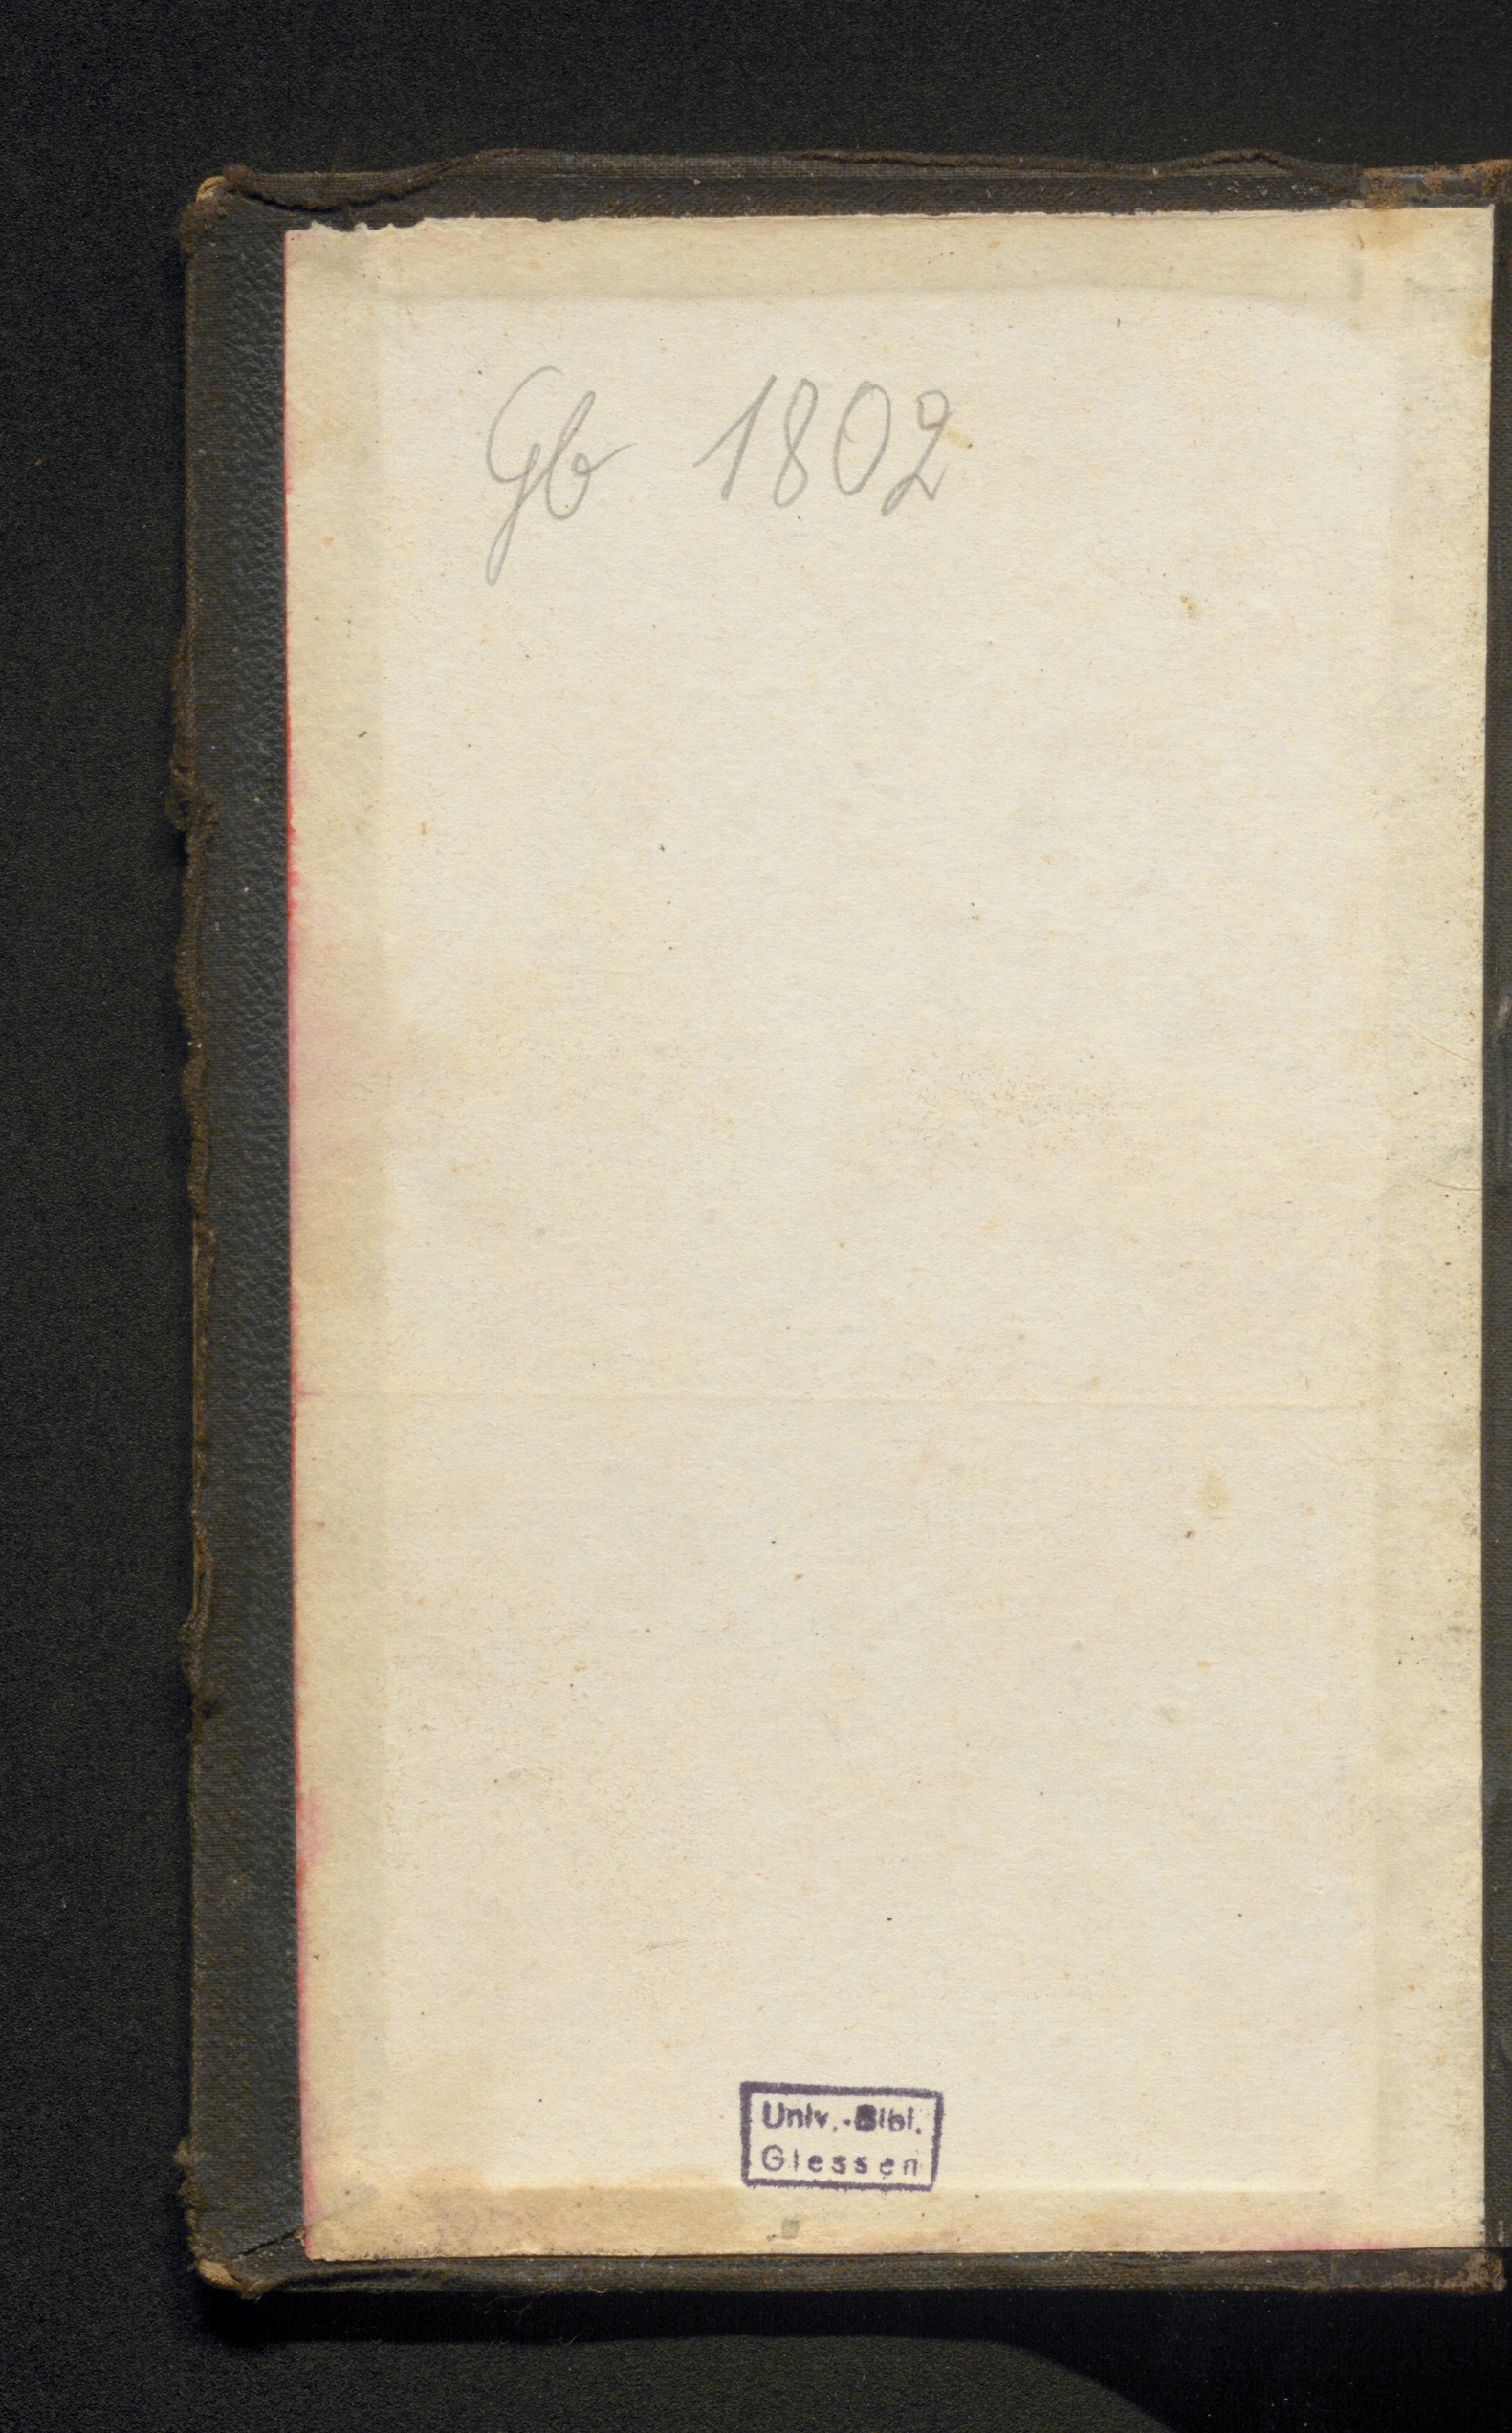 Gb 1802
Univ.-Bibl.
Giessen